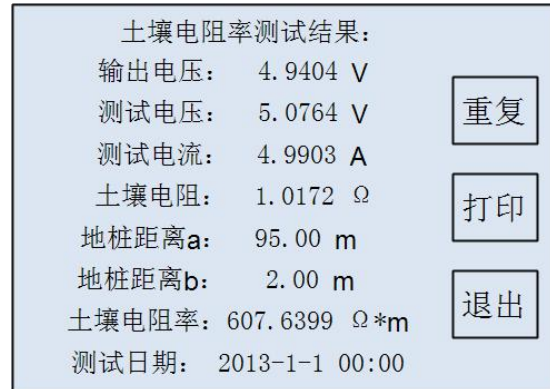 土壤电阻率测试结果：
输出电压： 4.9404 V
测试电压： 5.0764 V
测试电流： 4.9903 A
土壤电阻： 1.0172 Ω
地桩距离a： 95.00 m
地桩距离b： 2.00 m
土壤电阻率：607.6399 Ω*m
测试日期： 2013-1-1 00:00
重复
打印
退出